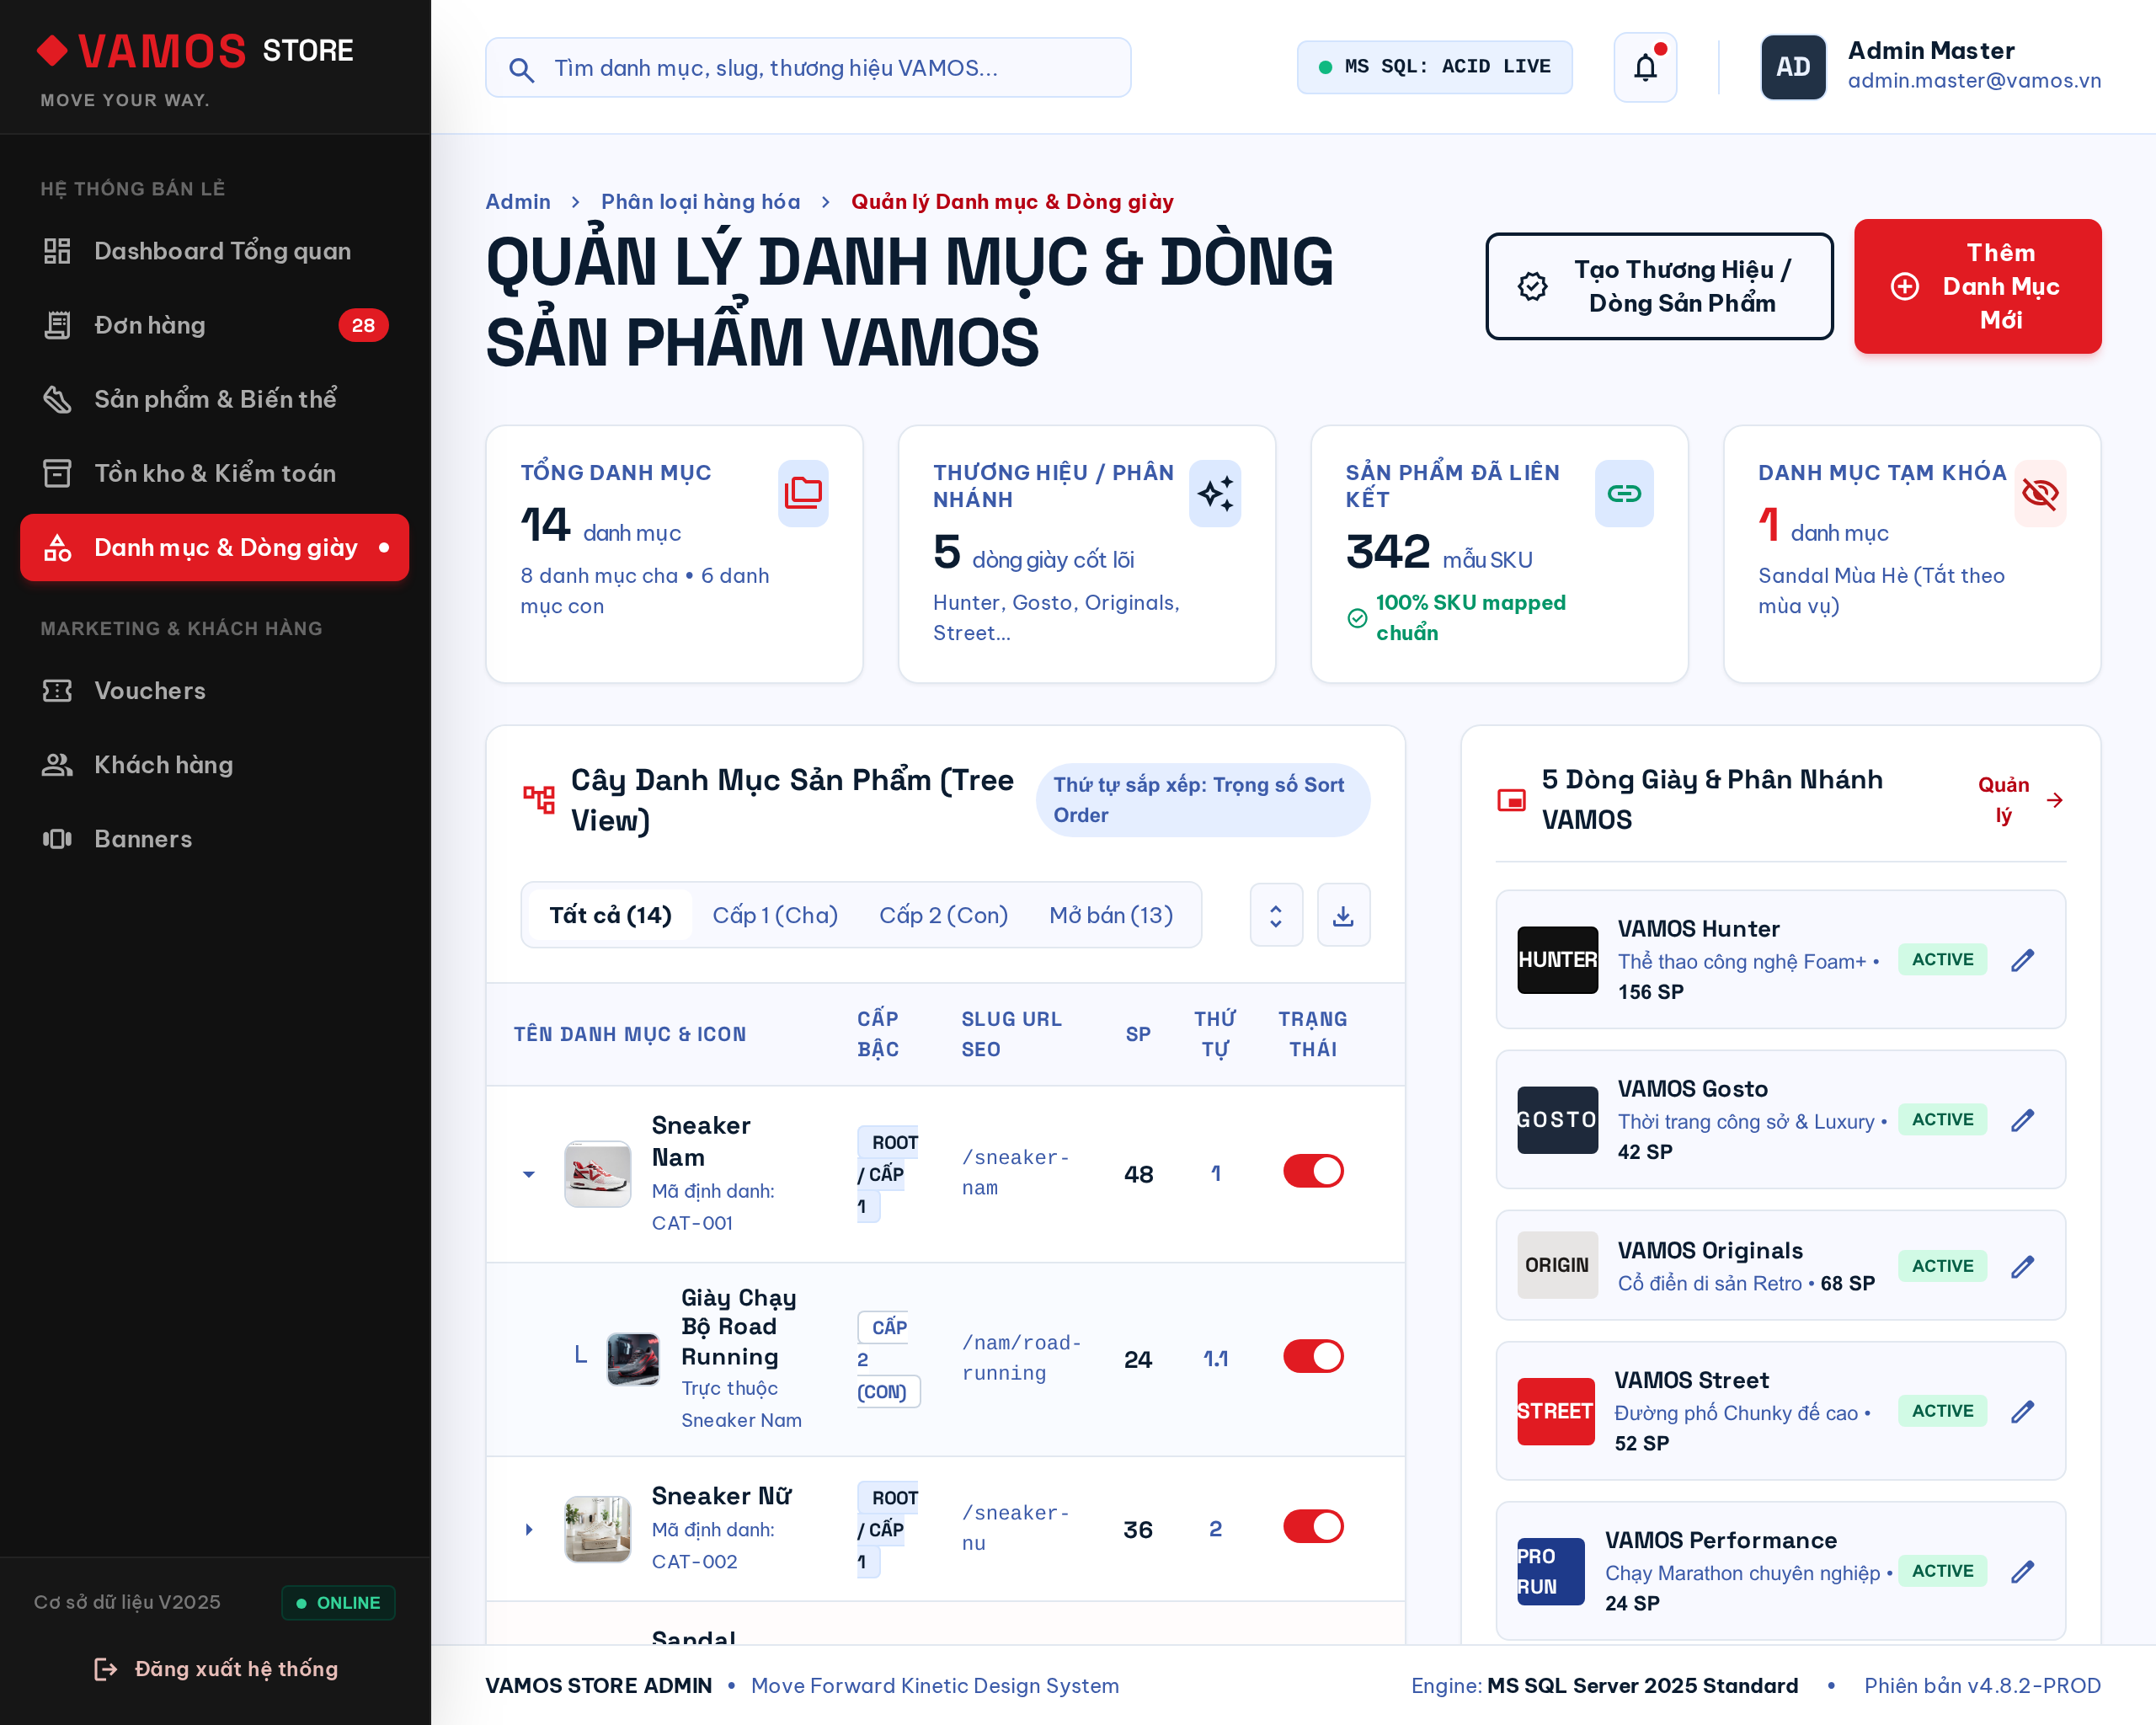 VAMOS STORE
MOVE YOUR WAY.
HỆ THỐNG BÁN LẺ
Dashboard Tổng quan
Đơn hàng 28
Sản phẩm & Biến thể
Tồn kho & Kiểm toán
Danh mục & Dòng giày
MARKETING & KHÁCH HÀNG
Vouchers
Khách hàng
Banners
Cơ sở dữ liệu V2025 ONLINE
Đăng xuất hệ thống
Tìm danh mục, slug, thương hiệu VAMOS...
MS SQL: ACID LIVE
AD
Admin Master
admin.master@vamos.vn
Admin > Phân loại hàng hóa > Quản lý Danh mục & Dòng giày
QUẢN LÝ DANH MỤC & DÒNG
SẢN PHẨM VAMOS
Tạo Thương Hiệu /
Dòng Sản Phẩm
Thêm
Danh Mục
Mới
TỔNG DANH MỤC
14 danh mục
8 danh mục cha • 6 danh
mục con
THƯƠNG HIỆU / PHÂN
NHÁNH
5 dòng giày cốt lõi
Hunter, Gosto, Originals,
Street...
SẢN PHẨM ĐÃ LIÊN
KẾT
342 mẫu SKU
100% SKU mapped
chuẩn
DANH MỤC TẠM KHÓA
1 danh mục
Sandal Mùa Hè (Tắt theo
mùa vụ)
Cây Danh Mục Sản Phẩm (Tree
View)
Thứ tự sắp xếp: Trọng số Sort
Order
Tất cả (14) Cấp 1 (Cha) Cấp 2 (Con) Mở bán (13)
TÊN DANH MỤC & ICON
CẤP
BẬC
SLUG URL
SEO
SP
THỨ
TỰ
TRẠNG
THÁI
Sneaker
Nam
Mã định danh:
CAT-001
ROOT
/ CẤP
1
/sneaker-
nam
48
1
L
Giày Chạy
Bộ Road
Running
Trực thuộc
Sneaker Nam
CẤP
2
(CON)
/nam/road-
running
24
1.1
Sneaker Nữ
Mã định danh:
CAT-002
ROOT
/ CẤP
1
/sneaker-
nu
36
2
Sandal
5 Dòng Giày & Phân Nhánh
VAMOS
Quản
lý
HUNTER
VAMOS Hunter
Thể thao công nghệ Foam+ •
156 SP
ACTIVE
GOSTO
VAMOS Gosto
Thời trang công sở & Luxury •
42 SP
ACTIVE
ORIGIN
VAMOS Originals
Cổ điển di sản Retro • 68 SP
ACTIVE
STREET
VAMOS Street
Đường phố Chunky đế cao •
52 SP
ACTIVE
PRO
RUN
VAMOS Performance
Chạy Marathon chuyên nghiệp •
24 SP
ACTIVE
VAMOS STORE ADMIN • Move Forward Kinetic Design System
Engine: MS SQL Server 2025 Standard • Phiên bản v4.8.2-PROD